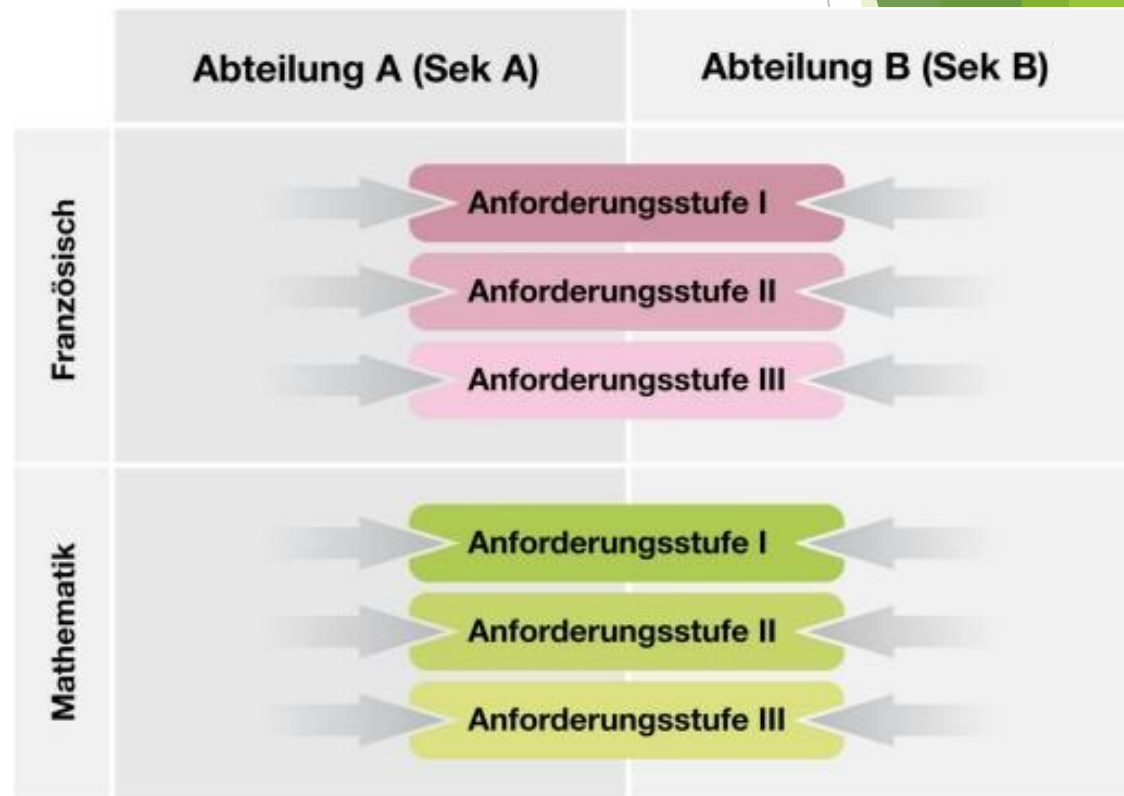 Abteilung A (Sek A)
Abteilung B (Sek B)
Französisch
Anforderungsstufe I
Anforderungsstufe II
Anforderungsstufe III
Mathematik
Anforderungsstufe I
Anforderungsstufe II
Anforderungsstufe III